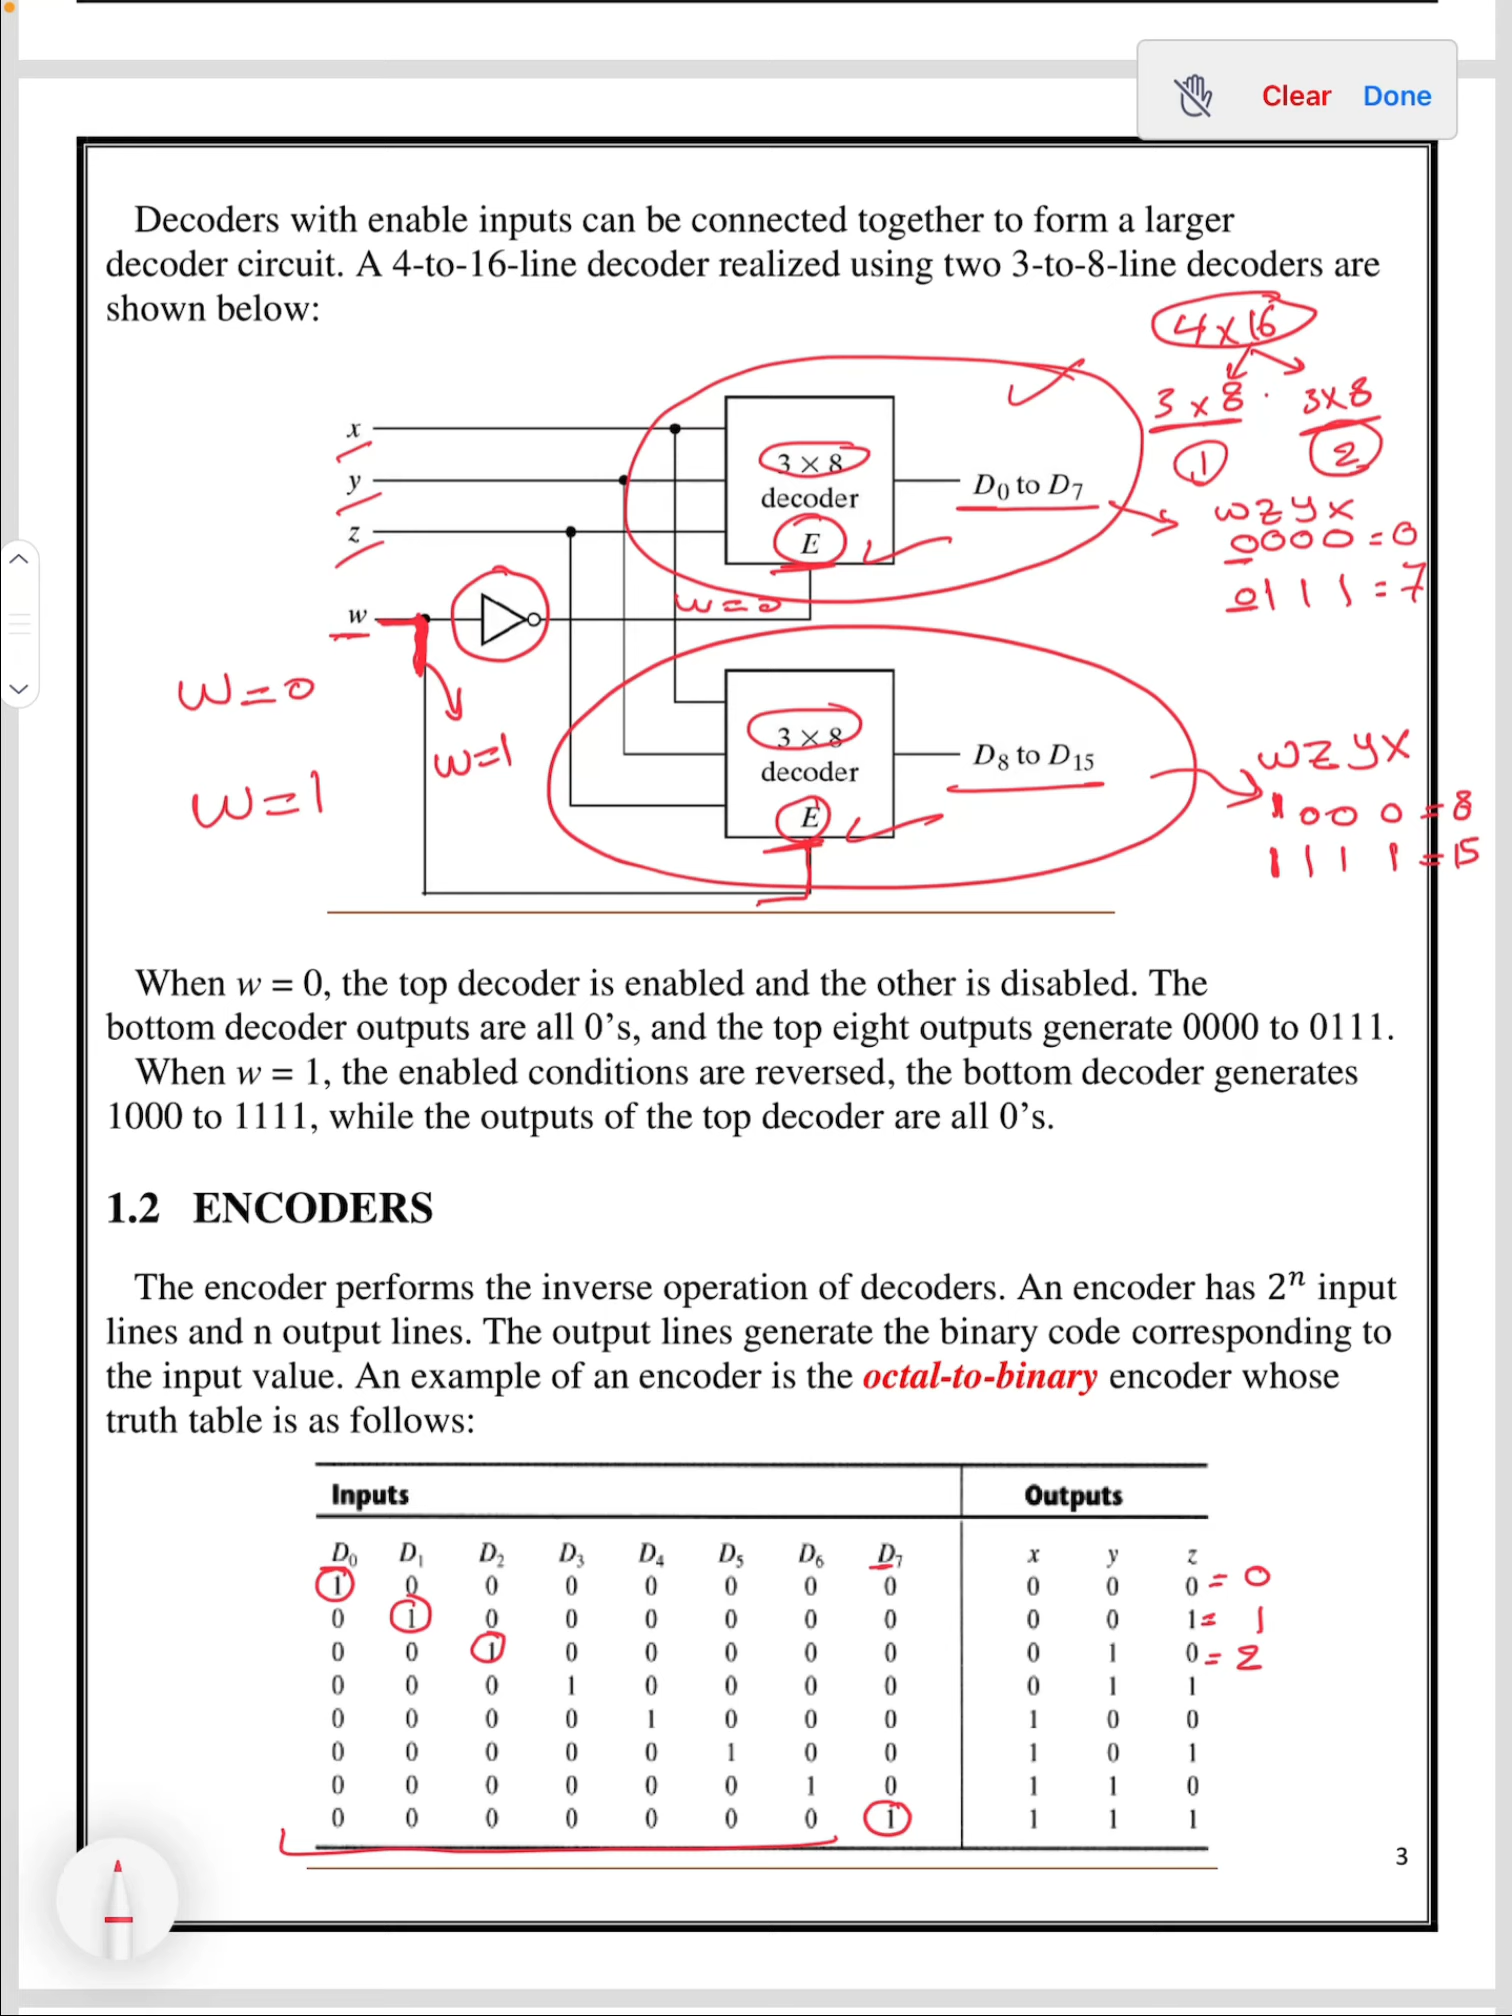 Clear Done
Decoders with enable inputs can be connected together to form a larger
decoder circuit. A 4-to-16-line decoder realized using two 3-to-8-line decoders are
shown below:
4x16
3x8 . 3x8
1 2
x
y
z
w
3 × 8
decoder
E
D0 to D7
wzyx
0000 = 0
0111 = 7
w=0
w=0
w=1
w=1
3 × 8
decoder
E
D8 to D15
wzyx
1000 = 8
1111 = 15
When w = 0, the top decoder is enabled and the other is disabled. The
bottom decoder outputs are all 0’s, and the top eight outputs generate 0000 to 0111.
When w = 1, the enabled conditions are reversed, the bottom decoder generates
1000 to 1111, while the outputs of the top decoder are all 0’s.
1.2 ENCODERS
The encoder performs the inverse operation of decoders. An encoder has 2ⁿ input
lines and n output lines. The output lines generate the binary code corresponding to
the input value. An example of an encoder is the octal-to-binary encoder whose
truth table is as follows:
Inputs Outputs
D0 D1 D2 D3 D4 D5 D6 D7 x y z
1 0 0 0 0 0 0 0 0 0 0 = 0
0 1 0 0 0 0 0 0 0 0 1 = 1
0 0 1 0 0 0 0 0 0 1 0 = 2
0 0 0 1 0 0 0 0 0 1 1
0 0 0 0 1 0 0 0 1 0 0
0 0 0 0 0 1 0 0 1 0 1
0 0 0 0 0 0 1 0 1 1 0
0 0 0 0 0 0 0 1 1 1 1
3